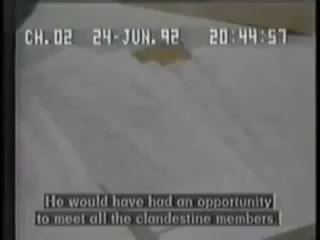 CH.02 24-JUN.92 20:44:57
He would have had an opportunity
to meet all the clandestine members.